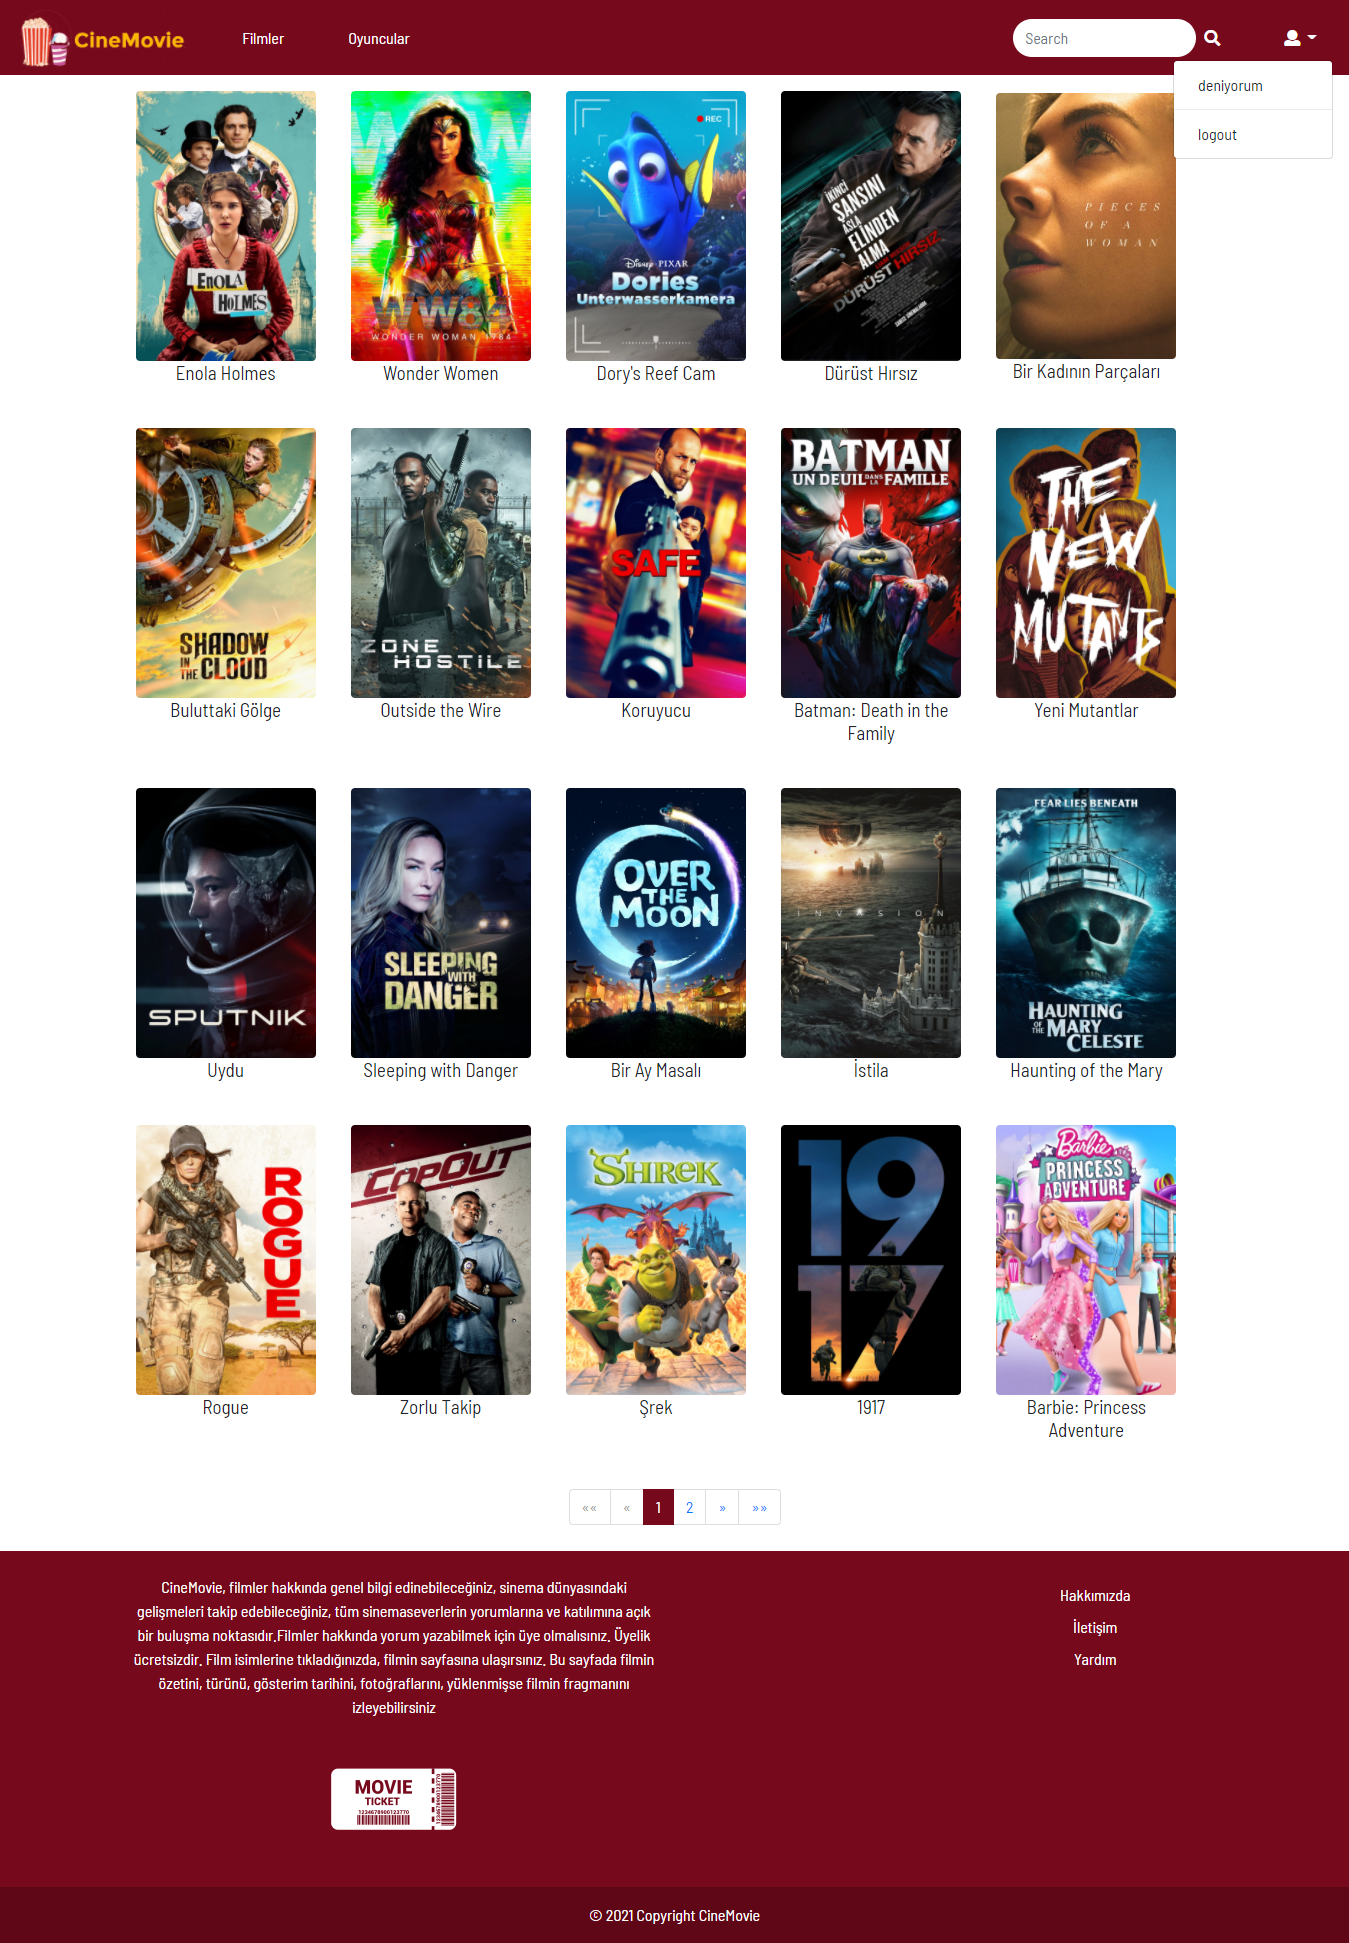 CineMovie
Filmler
Oyuncular
Search
deniyorum
logout
ENOLA
HOLMES
Enola Holmes
WW84
WONDER WOMAN 1984
Wonder Women
REC
Disney · PIXAR
Dories
Unterwasserkamera
Dory's Reef Cam
İKİNCİ
ŞANSINI
ASLA
ELİNDEN
ALMA
DÜRÜST HIRSIZ
Dürüst Hırsız
PIECES
OF A
WOMAN
Bir Kadının Parçaları
SHADOW
IN THE CLOUD
Buluttaki Gölge
ZONE
HOSTILE
Outside the Wire
SAFE
Koruyucu
BATMAN
UN DEUIL DANS LA FAMILLE
Batman: Death in the
Family
THE
NEW
MUTANTS
Yeni Mutantlar
SPUTNIK
Uydu
SLEEPING
WITH
DANGER
Sleeping with Danger
OVER
THE
MOON
Bir Ay Masalı
INVASION
İstila
FEAR LIES BENEATH
HAUNTING
OF THE MARY
CELESTE
Haunting of the Mary
ROGUE
Rogue
COPOUT
Zorlu Takip
SHREK
Şrek
19
17
1917
Barbie
PRINCESS
ADVENTURE
Barbie: Princess
Adventure
«« « 1 2 » »»
CineMovie, filmler hakkında genel bilgi edinebileceğiniz, sinema dünyasındaki
gelişmeleri takip edebileceğiniz, tüm sinemaseverlerin yorumlarına ve katılımına açık
bir buluşma noktasıdır.Filmler hakkında yorum yazabilmek için üye olmalısınız. Üyelik
ücretsizdir. Film isimlerine tıkladığınızda, filmin sayfasına ulaşırsınız. Bu sayfada filmin
özetini, türünü, gösterim tarihini, fotoğraflarını, yüklenmişse filmin fragmanını
izleyebilirsiniz
Hakkımızda
İletişim
Yardım
MOVIE
TICKET
1234678900123770
1234678900123770
© 2021 Copyright CineMovie